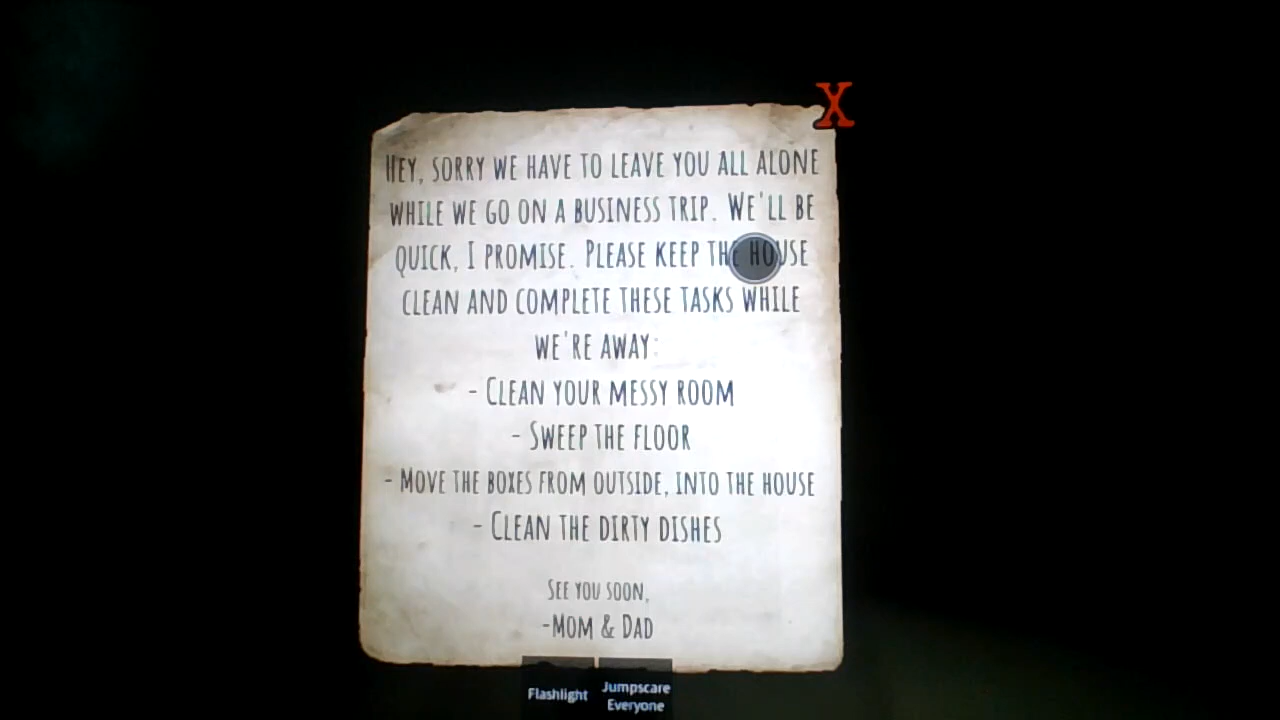 X
HEY, SORRY WE HAVE TO LEAVE YOU ALL ALONE
WHILE WE GO ON A BUSINESS TRIP. WE'LL BE
QUICK, I PROMISE. PLEASE KEEP THE HOUSE
CLEAN AND COMPLETE THESE TASKS WHILE
WE'RE AWAY:
- CLEAN YOUR MESSY ROOM
- SWEEP THE FLOOR
- MOVE THE BOXES FROM OUTSIDE, INTO THE HOUSE
- CLEAN THE DIRTY DISHES
SEE YOU SOON,
-MOM & DAD
Flashlight
Jumpscare
Everyone